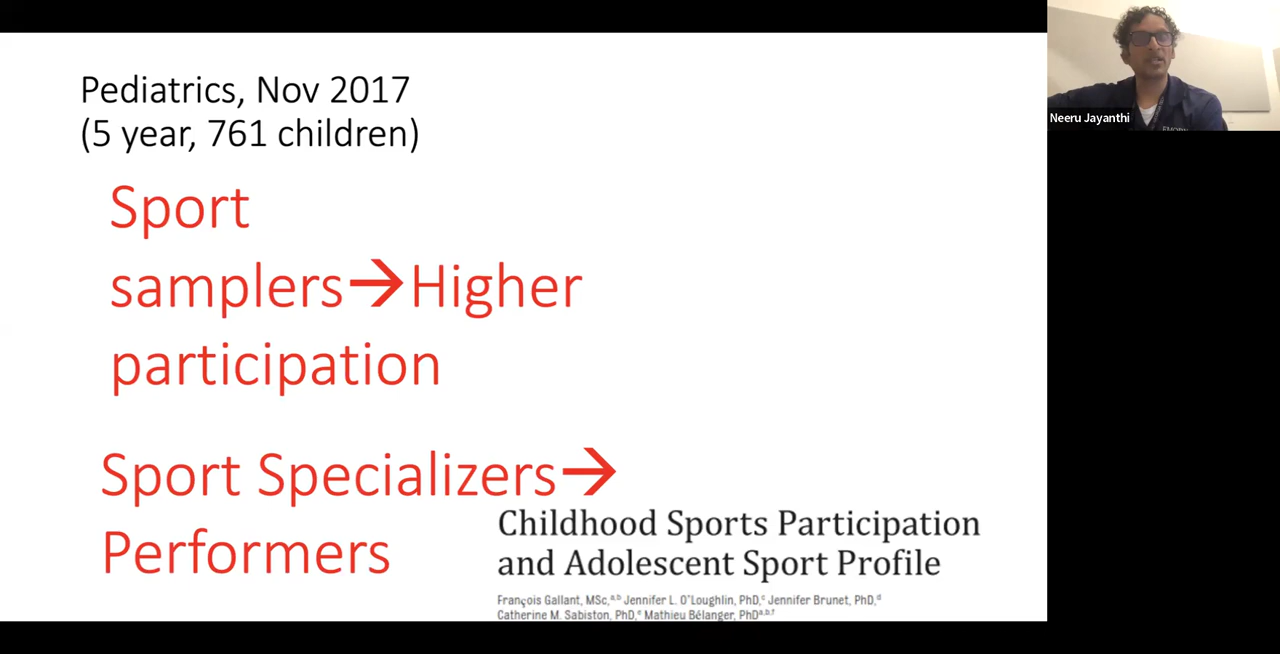 Pediatrics, Nov 2017
(5 year, 761 children)
Sport
samplers→Higher
participation
Sport Specializers→
Performers
Childhood Sports Participation
and Adolescent Sport Profile
François Gallant, MSc,a,b Jennifer L. O'Loughlin, PhD,c Jennifer Brunet, PhD,d
Catherine M. Sabiston, PhD,e Mathieu Bélanger, PhDa,b,f
Neeru Jayanthi
EMORY